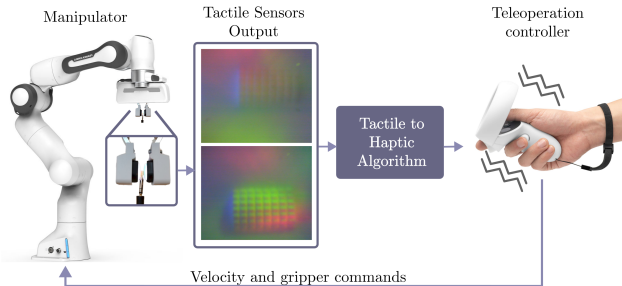 Manipulator
Tactile Sensors
Output
Teleoperation
controller
Tactile to
Haptic
Algorithm
Velocity and gripper commands